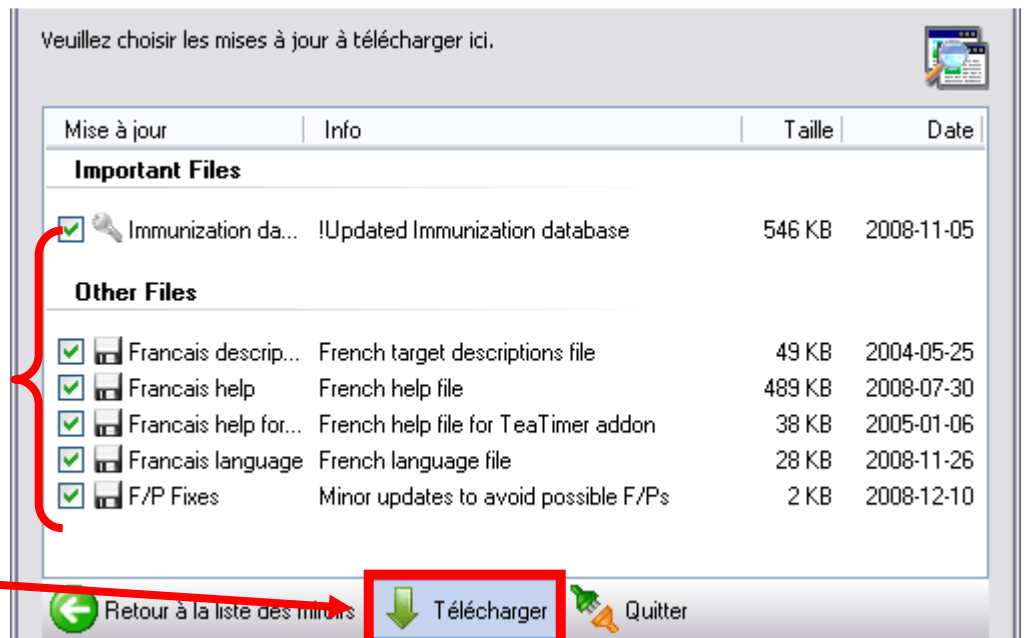 Veuillez choisir les mises à jour à télécharger ici.
Mise à jour Info Taille Date
Important Files
Immunization da... !Updated Immunization database 546 KB 2008-11-05
Other Files
Francais descrip... French target descriptions file 49 KB 2004-05-25
Francais help French help file 489 KB 2008-07-30
Francais help for... French help file for TeaTimer addon 38 KB 2005-01-06
Francais language French language file 28 KB 2008-11-26
F/P Fixes Minor updates to avoid possible F/Ps 2 KB 2008-12-10
Retour à la liste des miroirs Télécharger Quitter